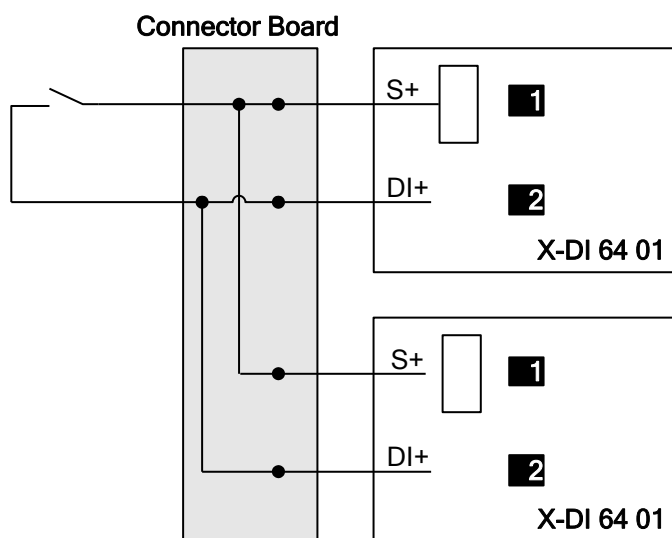 Connector Board
S+
1
DI+
2
X-DI 64 01
S+
1
DI+
2
X-DI 64 01